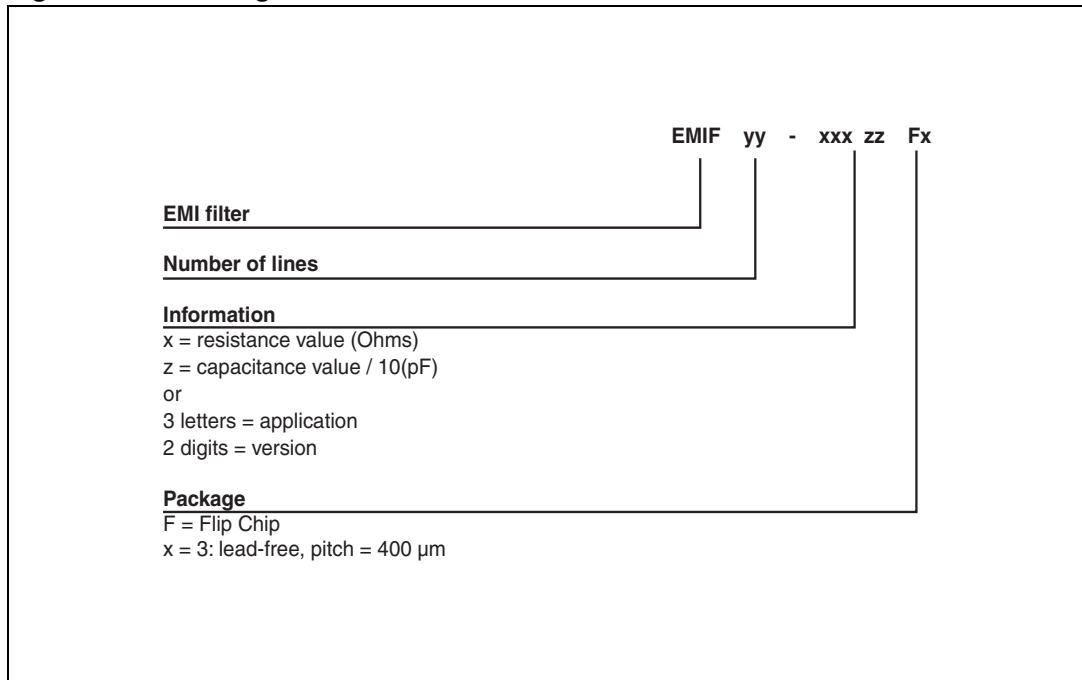 EMIF yy - xxx zz Fx
EMI filter
Number of lines
Information
x = resistance value (Ohms)
z = capacitance value / 10(pF)
or
3 letters = application
2 digits = version
Package
F = Flip Chip
x = 3: lead-free, pitch = 400 µm